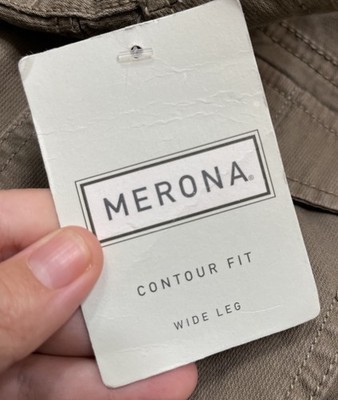 MERONA®
CONTOUR FIT
WIDE LEG